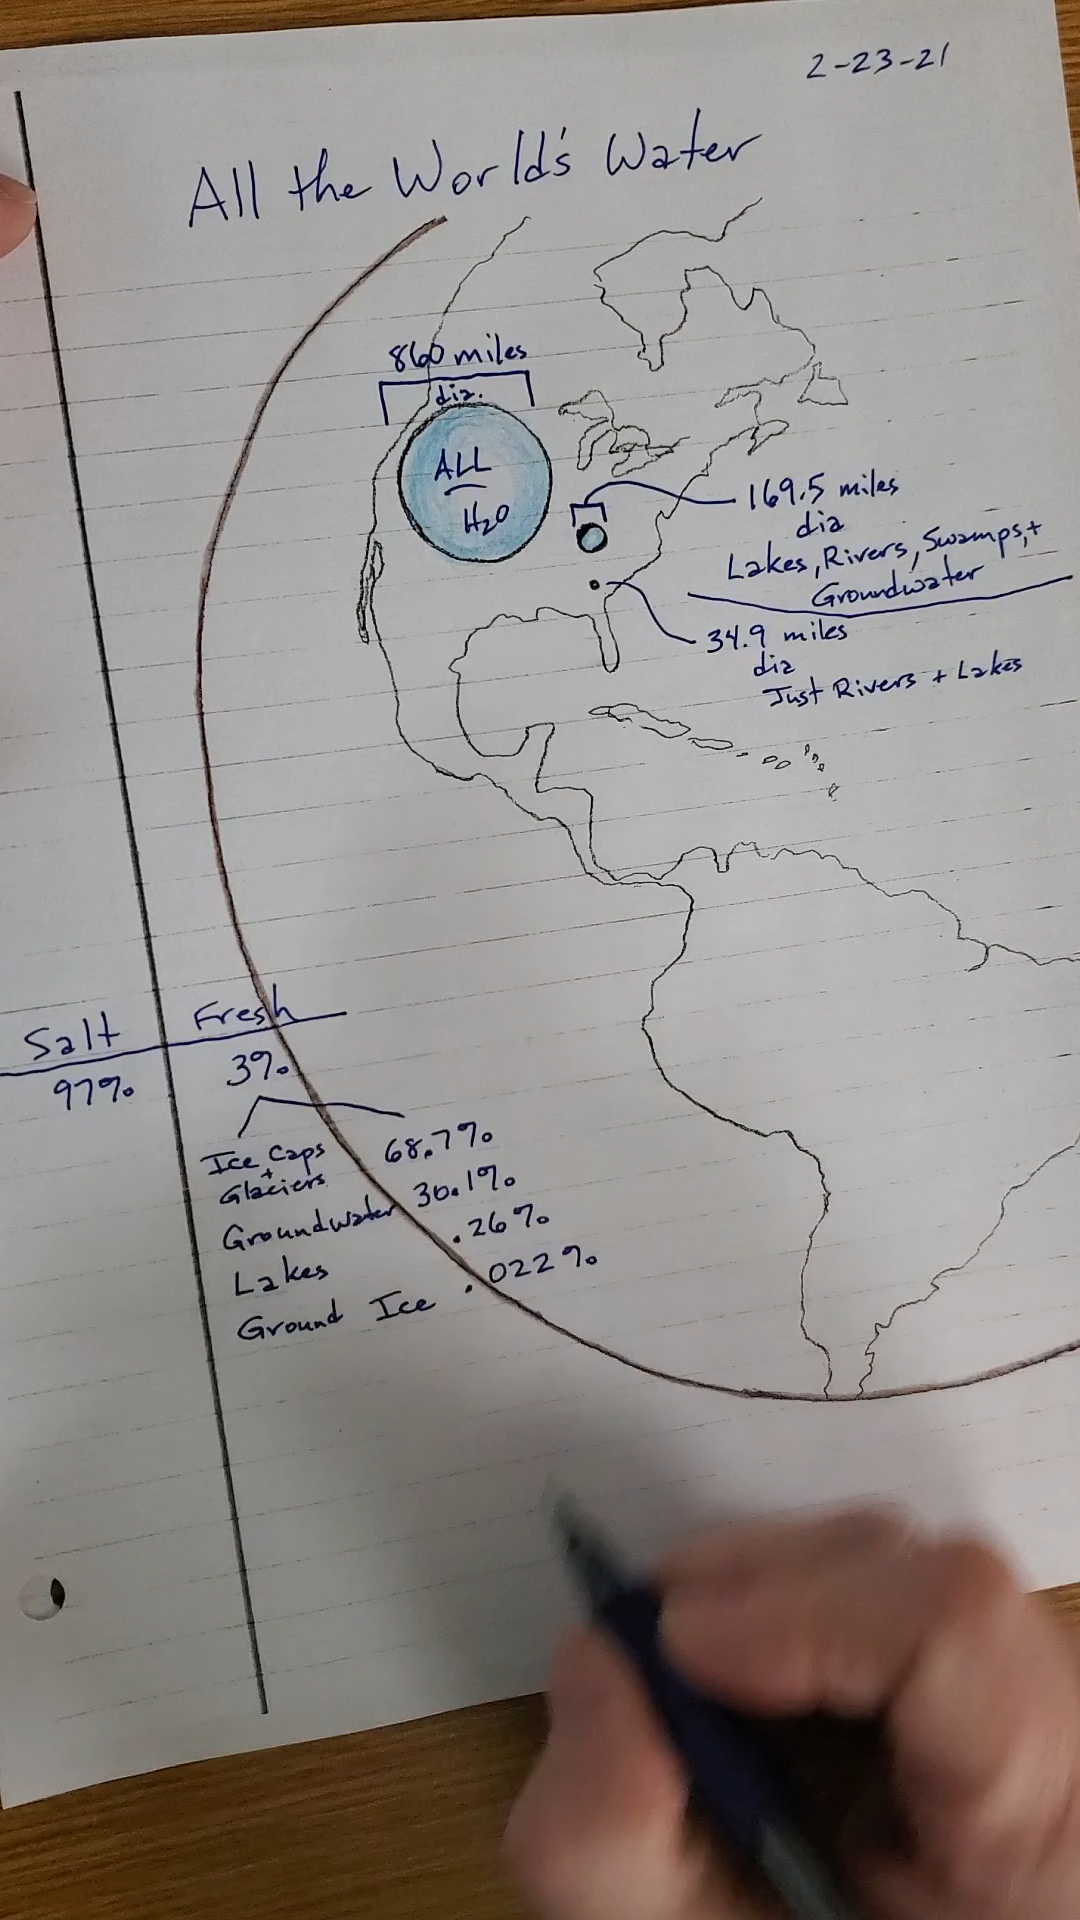 2-23-21
All the World's Water
860 miles
dia.
ALL
H2O
169.5 miles
dia
Lakes, Rivers, Swamps, +
Groundwater
34.9 miles
dia
Just Rivers + Lakes
Salt Fresh
97% 3%
Ice Caps 68.7%
+
Glaciers
Groundwater 30.1%
Lakes .26%
Ground Ice .022%